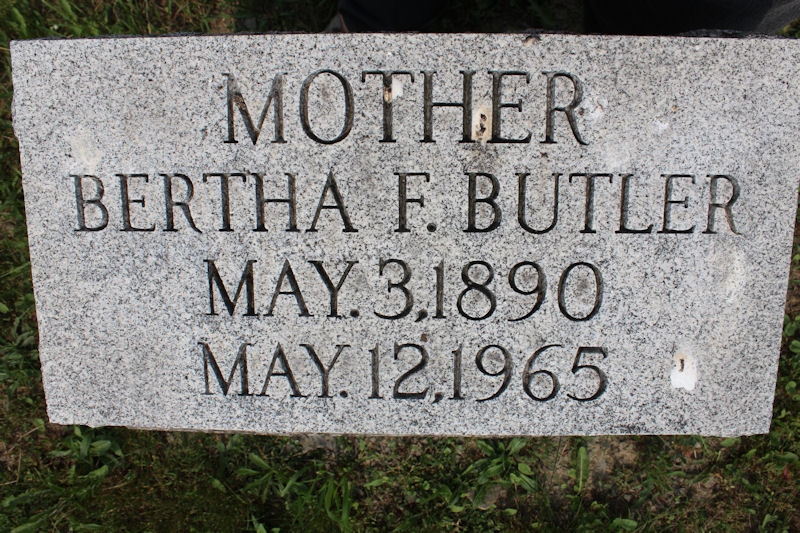 MOTHER
BERTHA F. BUTLER
MAY. 3, 1890
MAY. 12, 1965